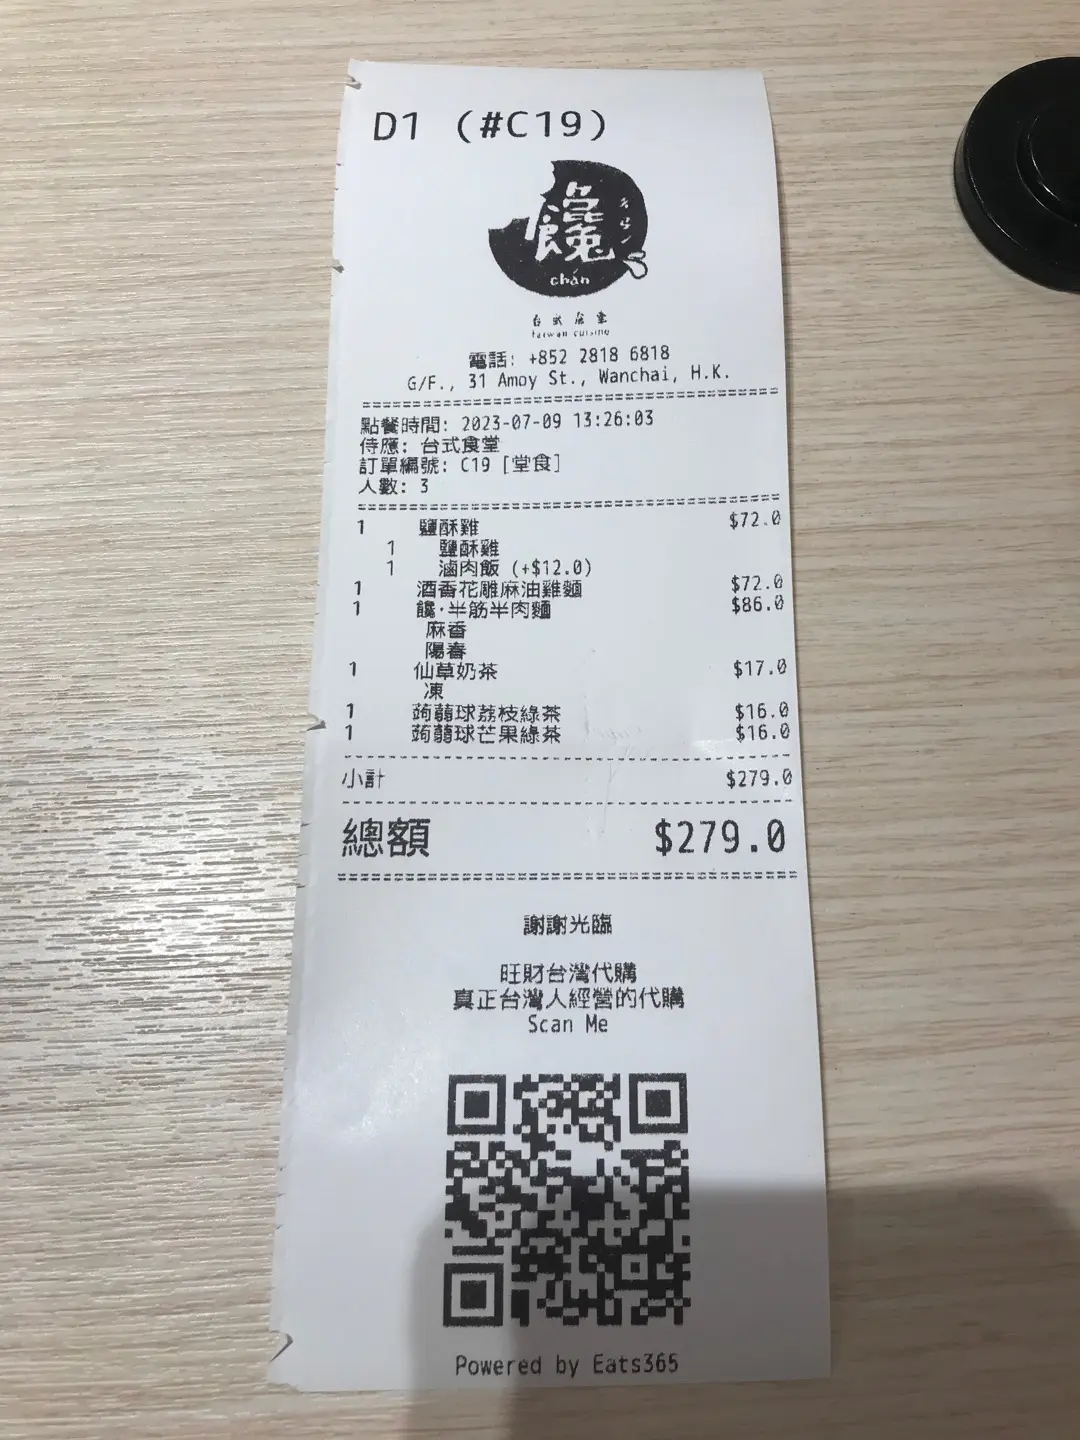 D1 (#C19)
饞
ㄔㄢˊ
chán
台式食堂
taiwan cuisine
電話: +852 2818 6818
G/F., 31 Amoy St., Wanchai, H.K.
點餐時間: 2023-07-09 13:26:03
侍應: 台式食堂
訂單編號: C19 [堂食]
人數: 3
1 鹽酥雞 $72.0
1 鹽酥雞
1 滷肉飯 (+$12.0)
1 酒香花雕麻油雞麵 $72.0
1 饞·半筋半肉麵 $86.0
麻香
陽春
1 仙草奶茶 $17.0
凍
1 蒟蒻球荔枝綠茶 $16.0
1 蒟蒻球芒果綠茶 $16.0
小計 $279.0
總額 $279.0
謝謝光臨
旺財台灣代購
真正台灣人經營的代購
Scan Me
Powered by Eats365